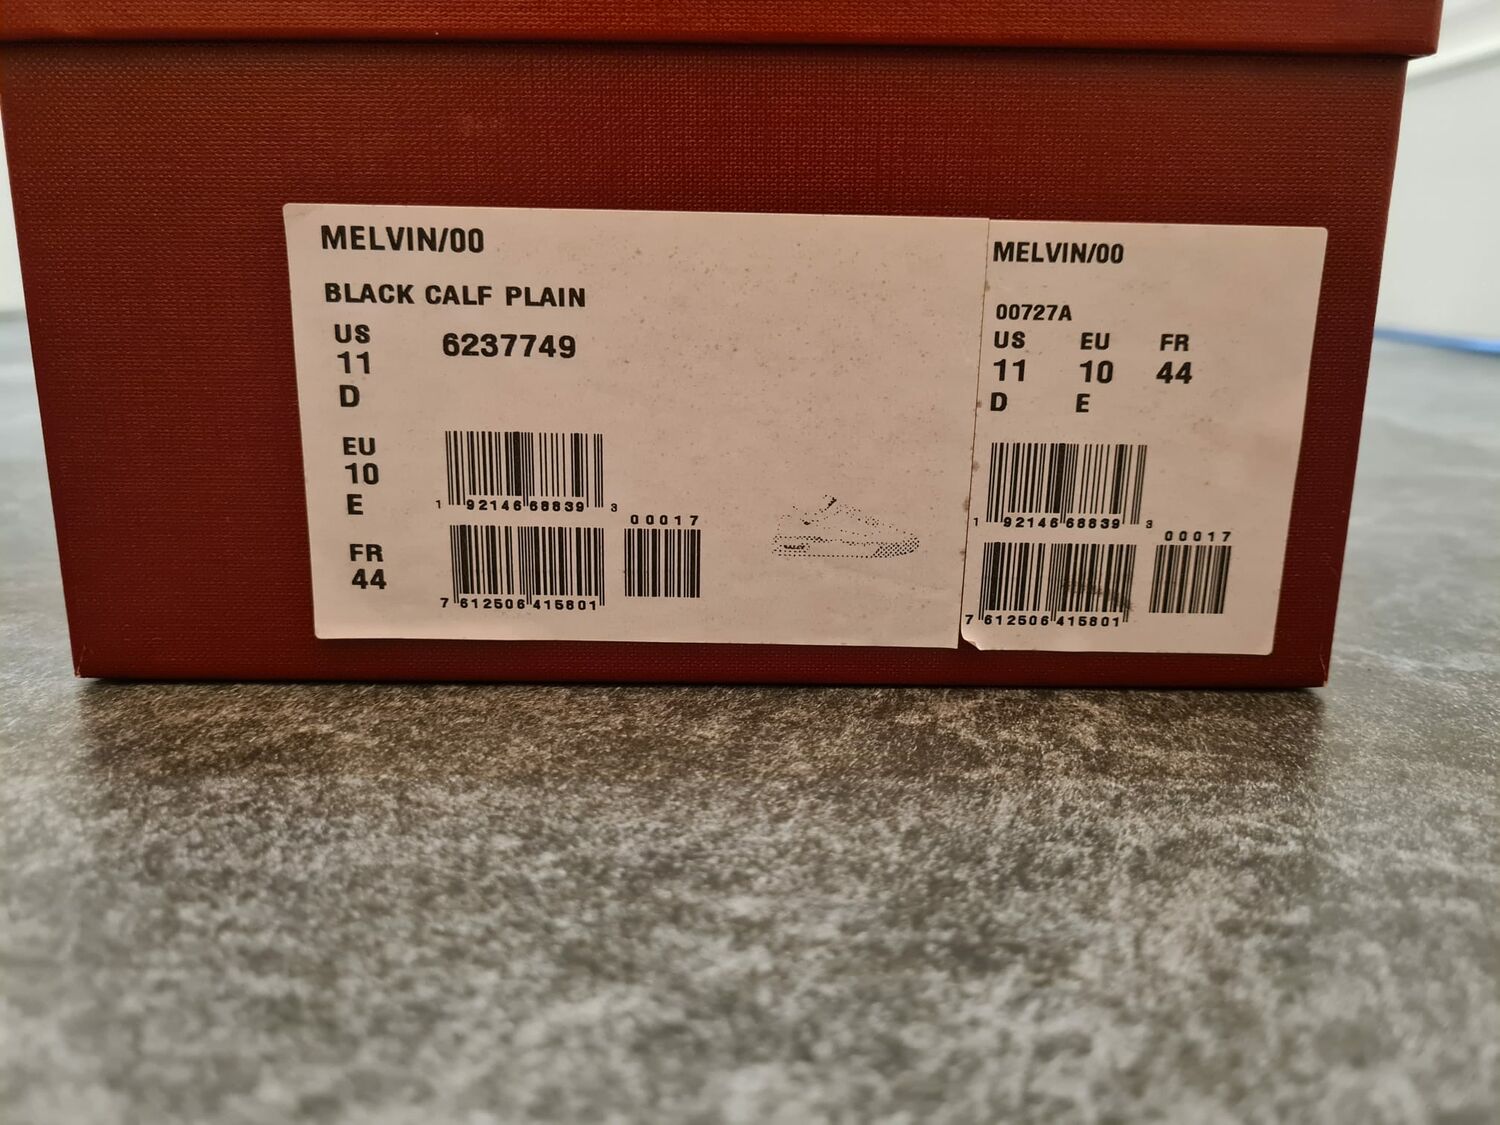 MELVIN/00
BLACK CALF PLAIN
US
11
D
6237749
EU
10
E
FR
44
1 92146 68839 3
00017
7 612506 415801
MELVIN/00
00727A
US EU FR
11 10 44
D E
1 92146 68839 3
00017
7 612506 415801